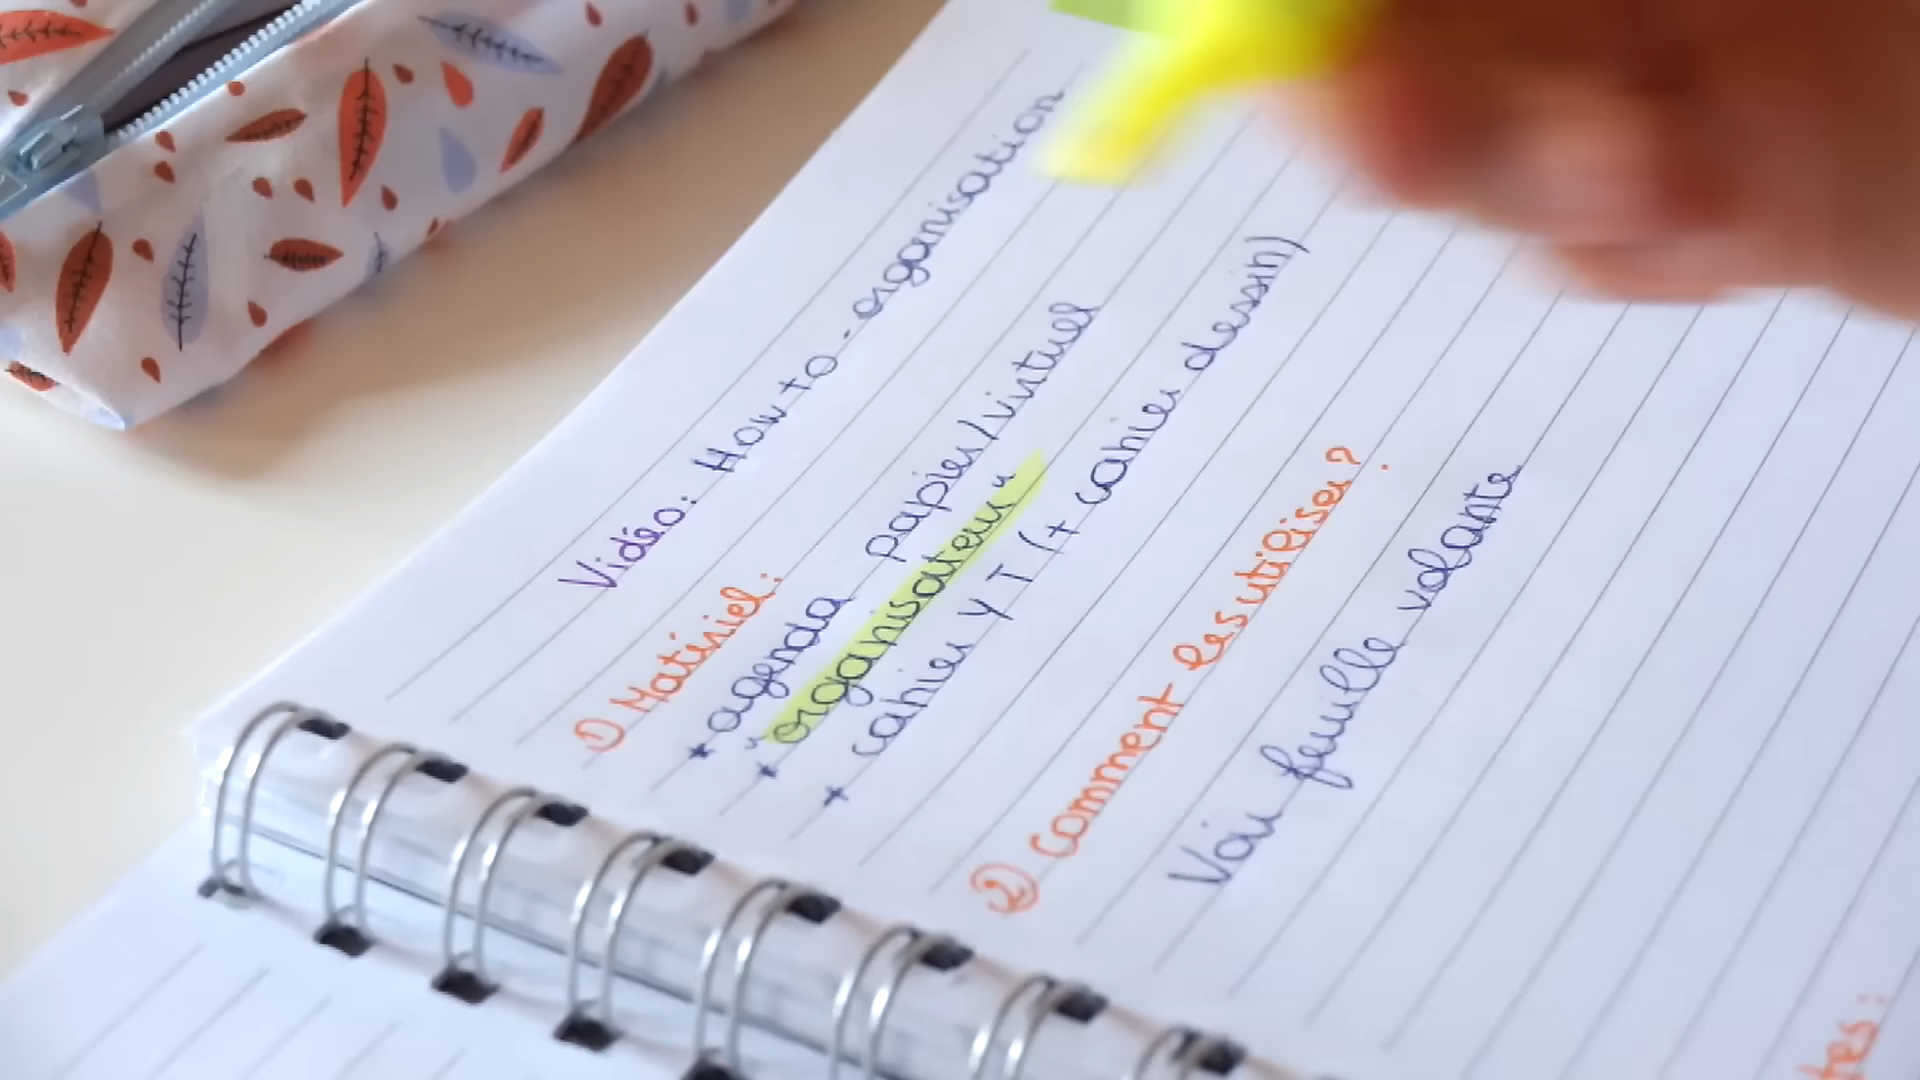 Vidéo: How to - organisation
① Matériel:
* agenda papier/virtuel
* "organisateur"
+ cahier YT (+ cahier dessin)
② Comment les utiliser?
Voir feuille volante